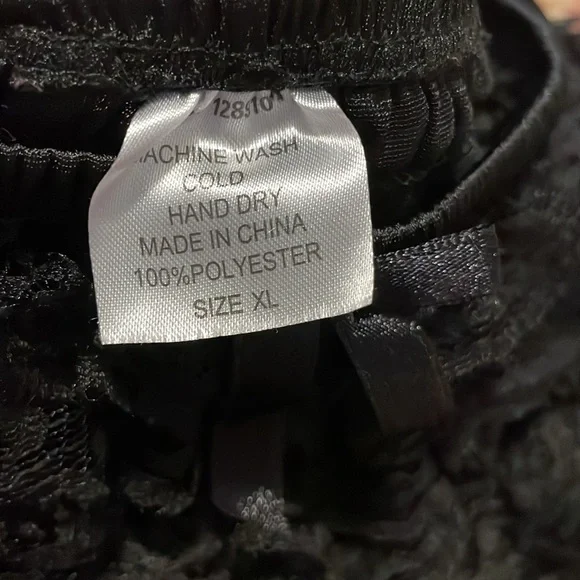 MACHINE WASH
COLD
HAND DRY
MADE IN CHINA
100%POLYESTER
SIZE XL